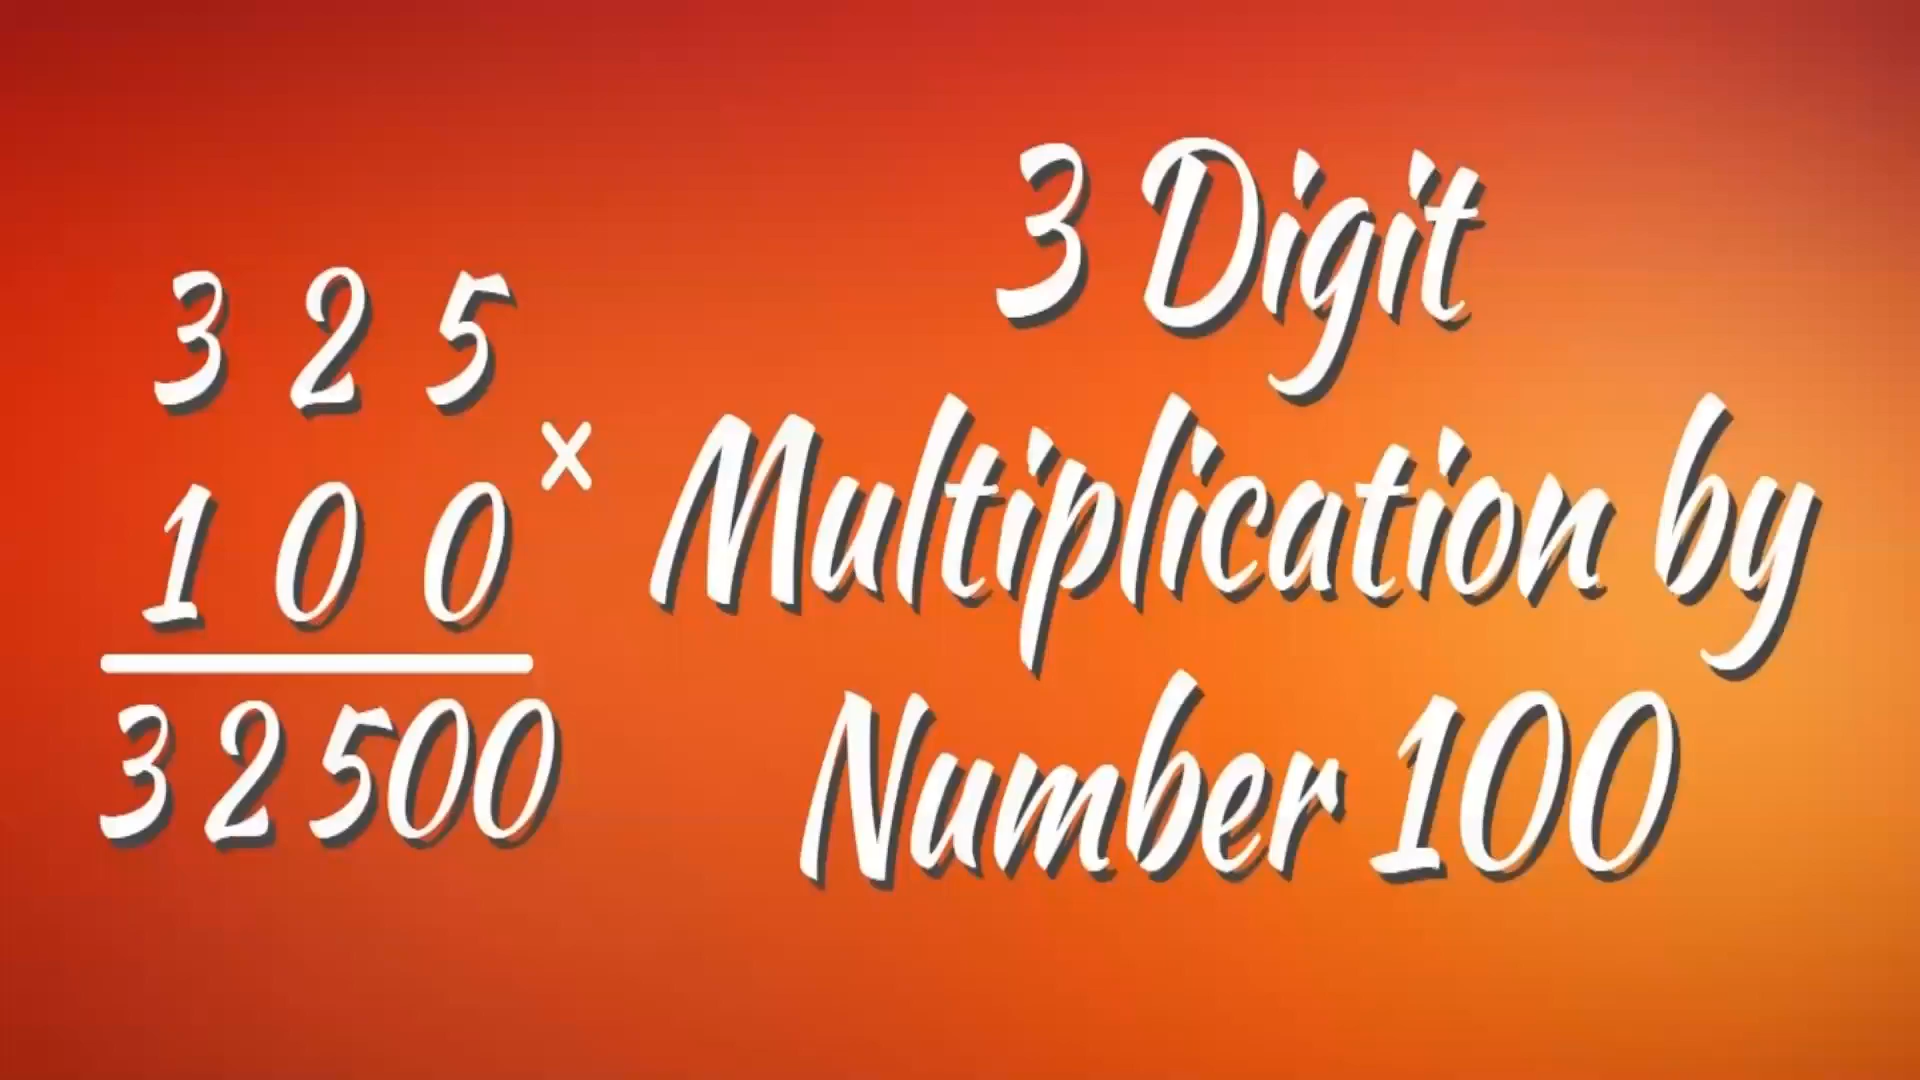 3 2 5
×
1 0 0
3 2 500
3 Digit
Multiplication by
Number 100